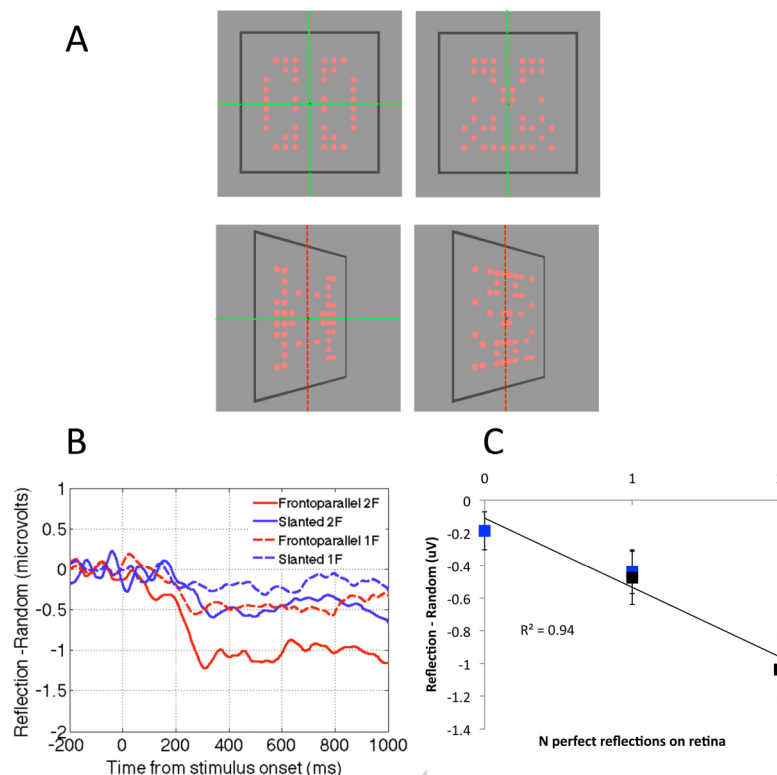 A
B
C
1
0.5
0
-0.5
-1
-1.5
-2
-200
0
200
400
600
800
1000
Reflection -Random (microvolts)
Time from stimulus onset (ms)
Frontoparallel 2F
Slanted 2F
Frontoparallel 1F
Slanted 1F
0
1
0
-0.2
-0.4
-0.6
-0.8
-1
-1.2
-1.4
Reflection - Random (uV)
R² = 0.94
N perfect reflections on retina